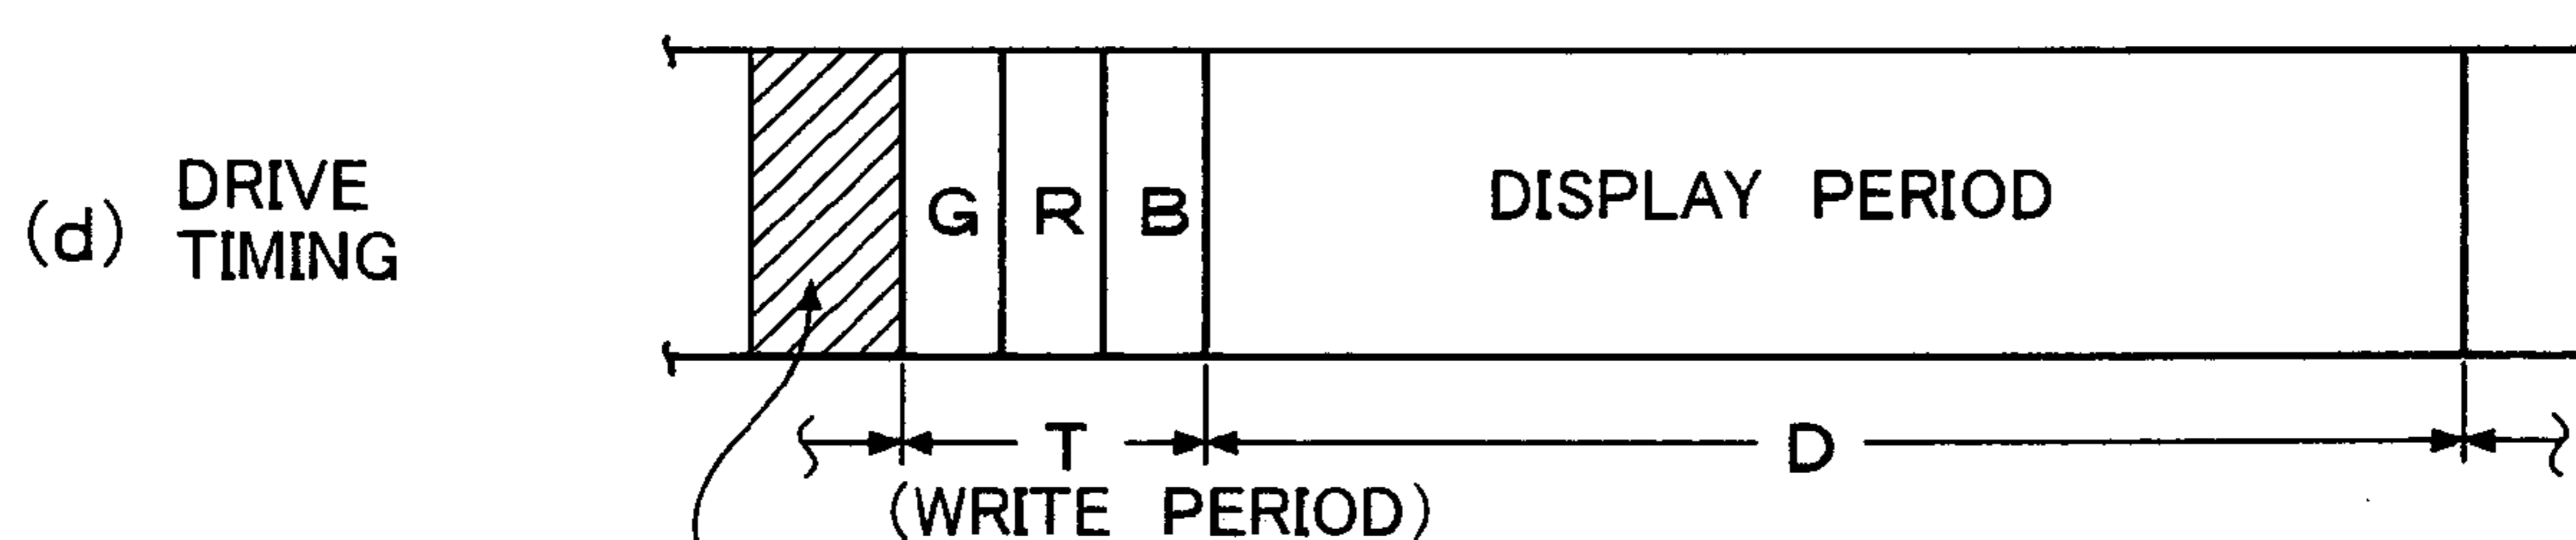 (d) DRIVE
TIMING
G R B DISPLAY PERIOD
T D
(WRITE PERIOD)